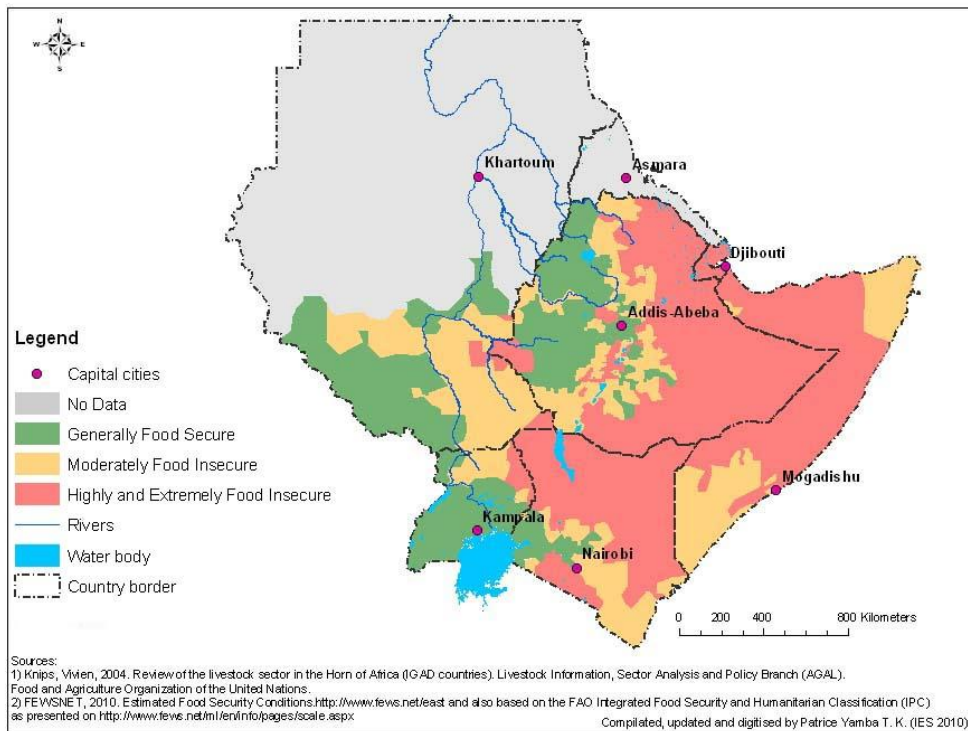 N
W E
S
Khartoum
Asmara
Djibouti
Addis-Abeba
Mogadishu
Kampala
Nairobi
Legend
Capital cities
No Data
Generally Food Secure
Moderately Food Insecure
Highly and Extremely Food Insecure
Rivers
Water body
Country border
0 200 400 800 Kilometers
Sources:
1) Knips, Vivien, 2004. Review of the livestock sector in the Horn of Africa (IGAD countries). Livestock Information, Sector Analysis and Policy Branch (AGAL).
Food and Agriculture Organization of the United Nations.
2) FEWSNET, 2010. Estimated Food Security Conditions.http://www.fews.net/east and also based on the FAO Integrated Food Security and Humanitarian Classification (IPC)
as presented on http://www.fews.net/ml/en/info/pages/scale.aspx
Compilated, updated and digitised by Patrice Yamba T. K. (IES 2010)